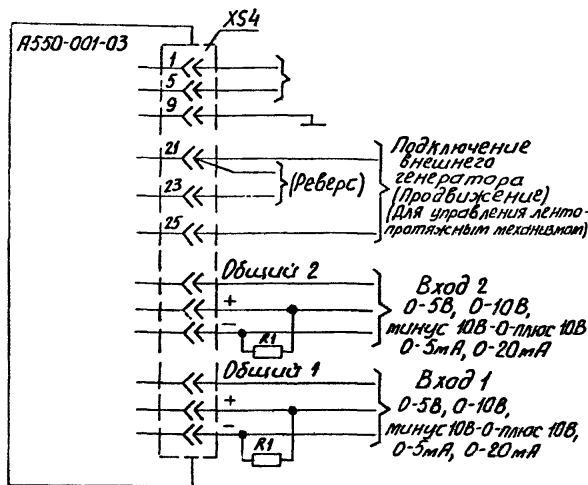 XS4
А550-001-03
1
5
9
21
23
25
(Реверс)
Подключение
внешнего
генератора
(Продвижение)
(Для управления ленто-
протяжным механизмом)
Общий 2
+
−
R1
Вход 2
0-5В, 0-10В,
минус 10В-0-плюс 10В
0-5мА, 0-20мА
Общий 1
+
−
R1
Вход 1
0-5В, 0-10В,
минус 10В-0-плюс 10В,
0-5мА, 0-20мА